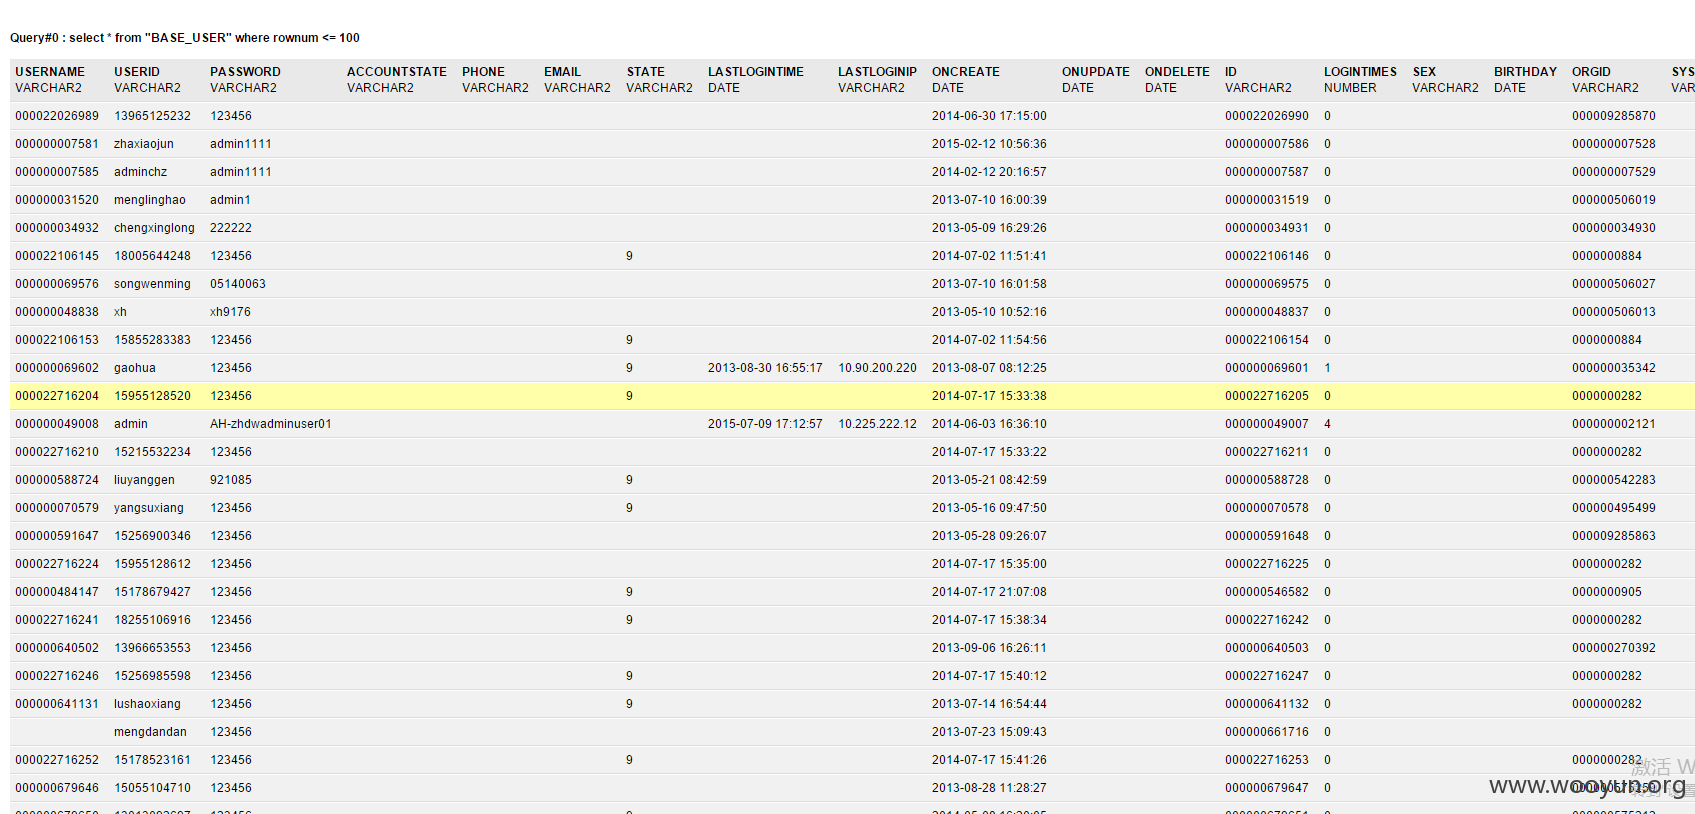 Query#0 : select * from "BASE_USER" where rownum <= 100
USERNAME USERID PASSWORD ACCOUNTSTATE PHONE EMAIL STATE LASTLOGINTIME LASTLOGINIP ONCREATE ONUPDATE ONDELETE ID LOGINTIMES SEX BIRTHDAY ORGID SYS
VARCHAR2 VARCHAR2 VARCHAR2 VARCHAR2 VARCHAR2 VARCHAR2 VARCHAR2 DATE VARCHAR2 DATE DATE DATE VARCHAR2 NUMBER VARCHAR2 DATE VARCHAR2 VAR
000022026989 13965125232 123456 2014-06-30 17:15:00 000022026990 0 000009285870
000000007581 zhaxiaojun admin1111 2015-02-12 10:56:36 000000007586 0 000000007528
000000007585 adminchz admin1111 2014-02-12 20:16:57 000000007587 0 000000007529
000000031520 menglinghao admin1 2013-07-10 16:00:39 000000031519 0 000000506019
000000034932 chengxinglong 222222 2013-05-09 16:29:26 000000034931 0 000000034930
000022106145 18005644248 123456 9 2014-07-02 11:51:41 000022106146 0 0000000884
000000069576 songwenming 05140063 2013-07-10 16:01:58 000000069575 0 000000506027
000000048838 xh xh9176 2013-05-10 10:52:16 000000048837 0 000000506013
000022106153 15855283383 123456 9 2014-07-02 11:54:56 000022106154 0 0000000884
000000069602 gaohua 123456 9 2013-08-30 16:55:17 10.90.200.220 2013-08-07 08:12:25 000000069601 1 000000035342
000022716204 15955128520 123456 9 2014-07-17 15:33:38 000022716205 0 0000000282
000000049008 admin AH-zhdwadminuser01 2015-07-09 17:12:57 10.225.222.12 2014-06-03 16:36:10 000000049007 4 000000002121
000022716210 15215532234 123456 2014-07-17 15:33:22 000022716211 0 0000000282
000000588724 liuyanggen 921085 9 2013-05-21 08:42:59 000000588728 0 000000542283
000000070579 yangsuxiang 123456 9 2013-05-16 09:47:50 000000070578 0 000000495499
000000591647 15256900346 123456 2013-05-28 09:26:07 000000591648 0 000009285863
000022716224 15955128612 123456 2014-07-17 15:35:00 000022716225 0 0000000282
000000484147 15178679427 123456 9 2014-07-17 21:07:08 000000546582 0 0000000905
000022716241 18255106916 123456 9 2014-07-17 15:38:34 000022716242 0 0000000282
000000640502 13966653553 123456 2013-09-06 16:26:11 000000640503 0 000000270392
000022716246 15256985598 123456 9 2014-07-17 15:40:12 000022716247 0 0000000282
000000641131 lushaoxiang 123456 9 2013-07-14 16:54:44 000000641132 0 0000000282
mengdandan 123456 2013-07-23 15:09:43 000000661716 0
000022716252 15178523161 123456 9 2014-07-17 15:41:26 000022716253 0 0000000282
激活 W
000000679646 15055104710 123456 2013-08-28 11:28:27 000000679647 0
www.wooyun.org